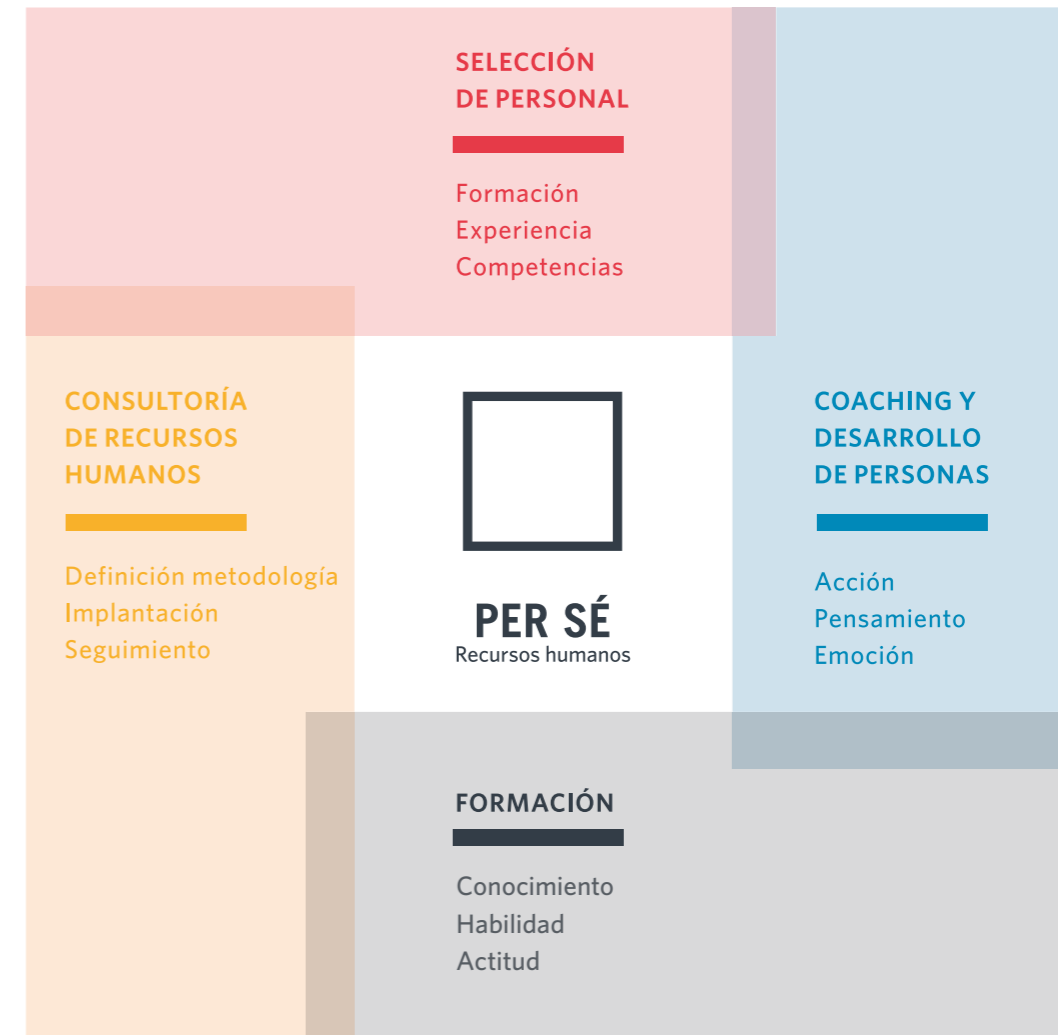 SELECCIÓN
DE PERSONAL
Formación
Experiencia
Competencias
CONSULTORÍA
DE RECURSOS
HUMANOS
Definición metodología
Implantación
Seguimiento
PER SÉ
Recursos humanos
COACHING Y
DESARROLLO
DE PERSONAS
Acción
Pensamiento
Emoción
FORMACIÓN
Conocimiento
Habilidad
Actitud